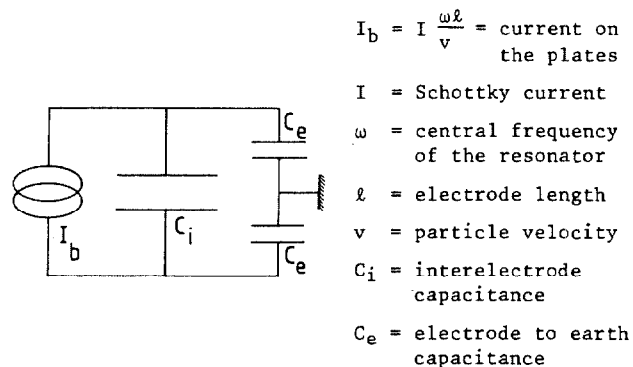 C_e
I_b
C_i
C_e
I_b = I ωℓ/v = current on
the plates
I = Schottky current
ω = central frequency
of the resonator
ℓ = electrode length
v = particle velocity
C_i = interelectrode
capacitance
C_e = electrode to earth
capacitance